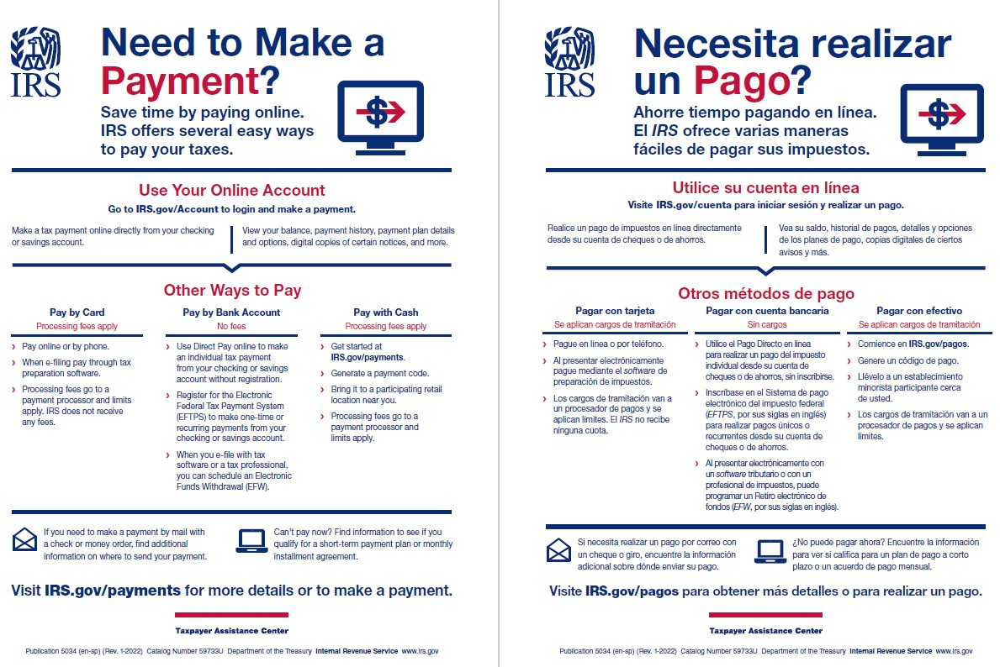 IRS
Need to Make a
Payment?
Save time by paying online.
IRS offers several easy ways
to pay your taxes.
$
Use Your Online Account
Go to IRS.gov/Account to login and make a payment.
Make a tax payment online directly from your checking
or savings account.
View your balance, payment history, payment plan details
and options, digital copies of certain notices, and more.
Other Ways to Pay
Pay by Card
Processing fees apply
› Pay online or by phone.
› When e-filing pay through tax
preparation software.
› Processing fees go to a
payment processor and limits
apply. IRS does not receive
any fees.
Pay by Bank Account
No fees
› Use Direct Pay online to make
an individual tax payment
from your checking or savings
account without registration.
› Register for the Electronic
Federal Tax Payment System
(EFTPS) to make one-time or
recurring payments from your
checking or savings account.
› When you e-file with tax
software or a tax professional,
you can schedule an Electronic
Funds Withdrawal (EFW).
Pay with Cash
Processing fees apply
› Get started at
IRS.gov/payments.
› Generate a payment code.
› Bring it to a participating retail
location near you.
› Processing fees go to a
payment processor and
limits apply.
If you need to make a payment by mail with
a check or money order, find additional
information on where to send your payment.
Can't pay now? Find information to see if you
qualify for a short-term payment plan or monthly
installment agreement.
Visit IRS.gov/payments for more details or to make a payment.
Taxpayer Assistance Center
Publication 5034 (en-sp) (Rev. 1-2022) Catalog Number 59733U Department of the Treasury Internal Revenue Service www.irs.gov
IRS
Necesita realizar
un Pago?
Ahorre tiempo pagando en línea.
El IRS ofrece varias maneras
fáciles de pagar sus impuestos.
$
Utilice su cuenta en línea
Visite IRS.gov/cuenta para iniciar sesión y realizar un pago.
Realice un pago de impuestos en línea directamente
desde su cuenta de cheques o de ahorros.
Vea su saldo, historial de pagos, detalles y opciones
de los planes de pago, copias digitales de ciertos
avisos y más.
Otros métodos de pago
Pagar con tarjeta
Se aplican cargos de tramitación
› Pague en línea o por teléfono.
› Al presentar electrónicamente
pague mediante el software de
preparación de impuestos.
› Los cargos de tramitación van a
un procesador de pagos y se
aplican límites. El IRS no recibe
ninguna cuota.
Pagar con cuenta bancaria
Sin cargos
› Utilice el Pago Directo en línea
para realizar un pago del impuesto
individual desde su cuenta de
cheques o de ahorros, sin inscribirse.
› Inscríbase en el Sistema de pago
electrónico del impuesto federal
(EFTPS, por sus siglas en inglés)
para realizar pagos únicos o
recurrentes desde su cuenta de
cheques o de ahorros.
› Al presentar electrónicamente con
un software tributario o con un
profesional de impuestos, puede
programar un Retiro electrónico de
fondos (EFW, por sus siglas en inglés).
Pagar con efectivo
Se aplican cargos de tramitación
› Comience en IRS.gov/pagos.
› Genere un código de pago.
› Llévelo a un establecimiento
minorista participante cerca
de usted.
› Los cargos de tramitación van a un
procesador de pagos y se aplican
límites.
Si necesita realizar un pago por correo con
un cheque o giro, encuentre la información
adicional sobre dónde enviar su pago.
¿No puede pagar ahora? Encuentre la información
para ver si califica para un plan de pago a corto
plazo o un acuerdo de pago mensual.
Visite IRS.gov/pagos para obtener más detalles o para realizar un pago.
Taxpayer Assistance Center
Publication 5034 (en-sp) (Rev. 1-2022) Catalog Number 59733U Department of the Treasury Internal Revenue Service www.irs.gov